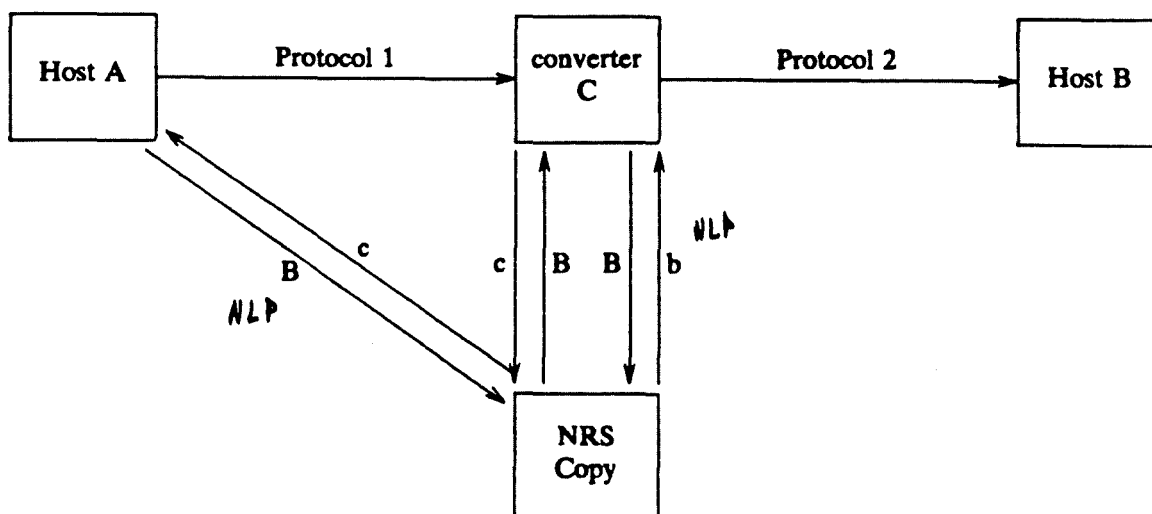 Host A
Protocol 1
converter
C
Protocol 2
Host B
c
B
NLP
c
B
B
b
NLP
NRS
Copy